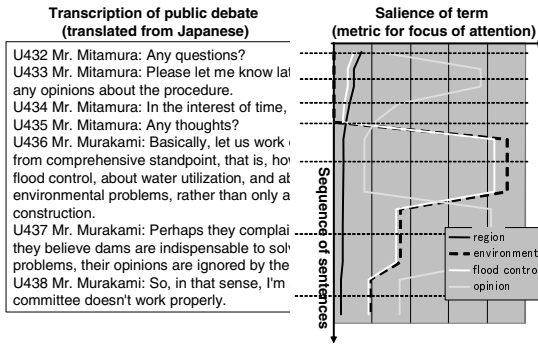 Transcription of public debate
(translated from Japanese)
U432 Mr. Mitamura: Any questions?
U433 Mr. Mitamura: Please let me know
any opinions about the procedure.
U434 Mr. Mitamura: In the interest of time,
U435 Mr. Mitamura: Any thoughts?
U436 Mr. Murakami: Basically, let us work
from comprehensive standpoint, that is,
flood control, about water utilization, and
environmental problems, rather than only a
construction.
U437 Mr. Murakami: Perhaps they
they believe dams are indispensable to
problems, their opinions are ignored by the
U438 Mr. Murakami: So, in that sense, I'm
committee doesn't work properly.
Salience of term
(metric for focus of attention)
Sequence of sentences
region
environment
flood contro
opinion